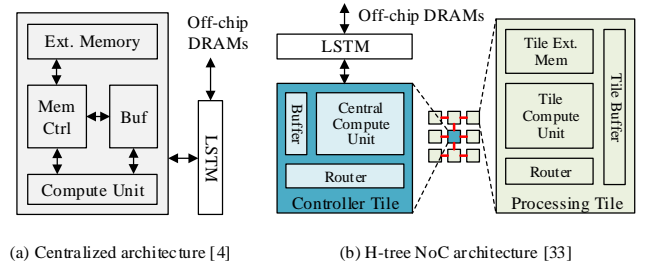 Off-chip
DRAMs
Ext. Memory
Mem
Ctrl
Buf
Compute Unit
LSTM
(a) Centralized architecture [4]
Off-chip DRAMs
LSTM
Buffer
Central
Compute
Unit
Router
Controller Tile
Tile Ext.
Mem
Tile
Compute
Unit
Tile Buffer
Router
Processing Tile
(b) H-tree NoC architecture [33]